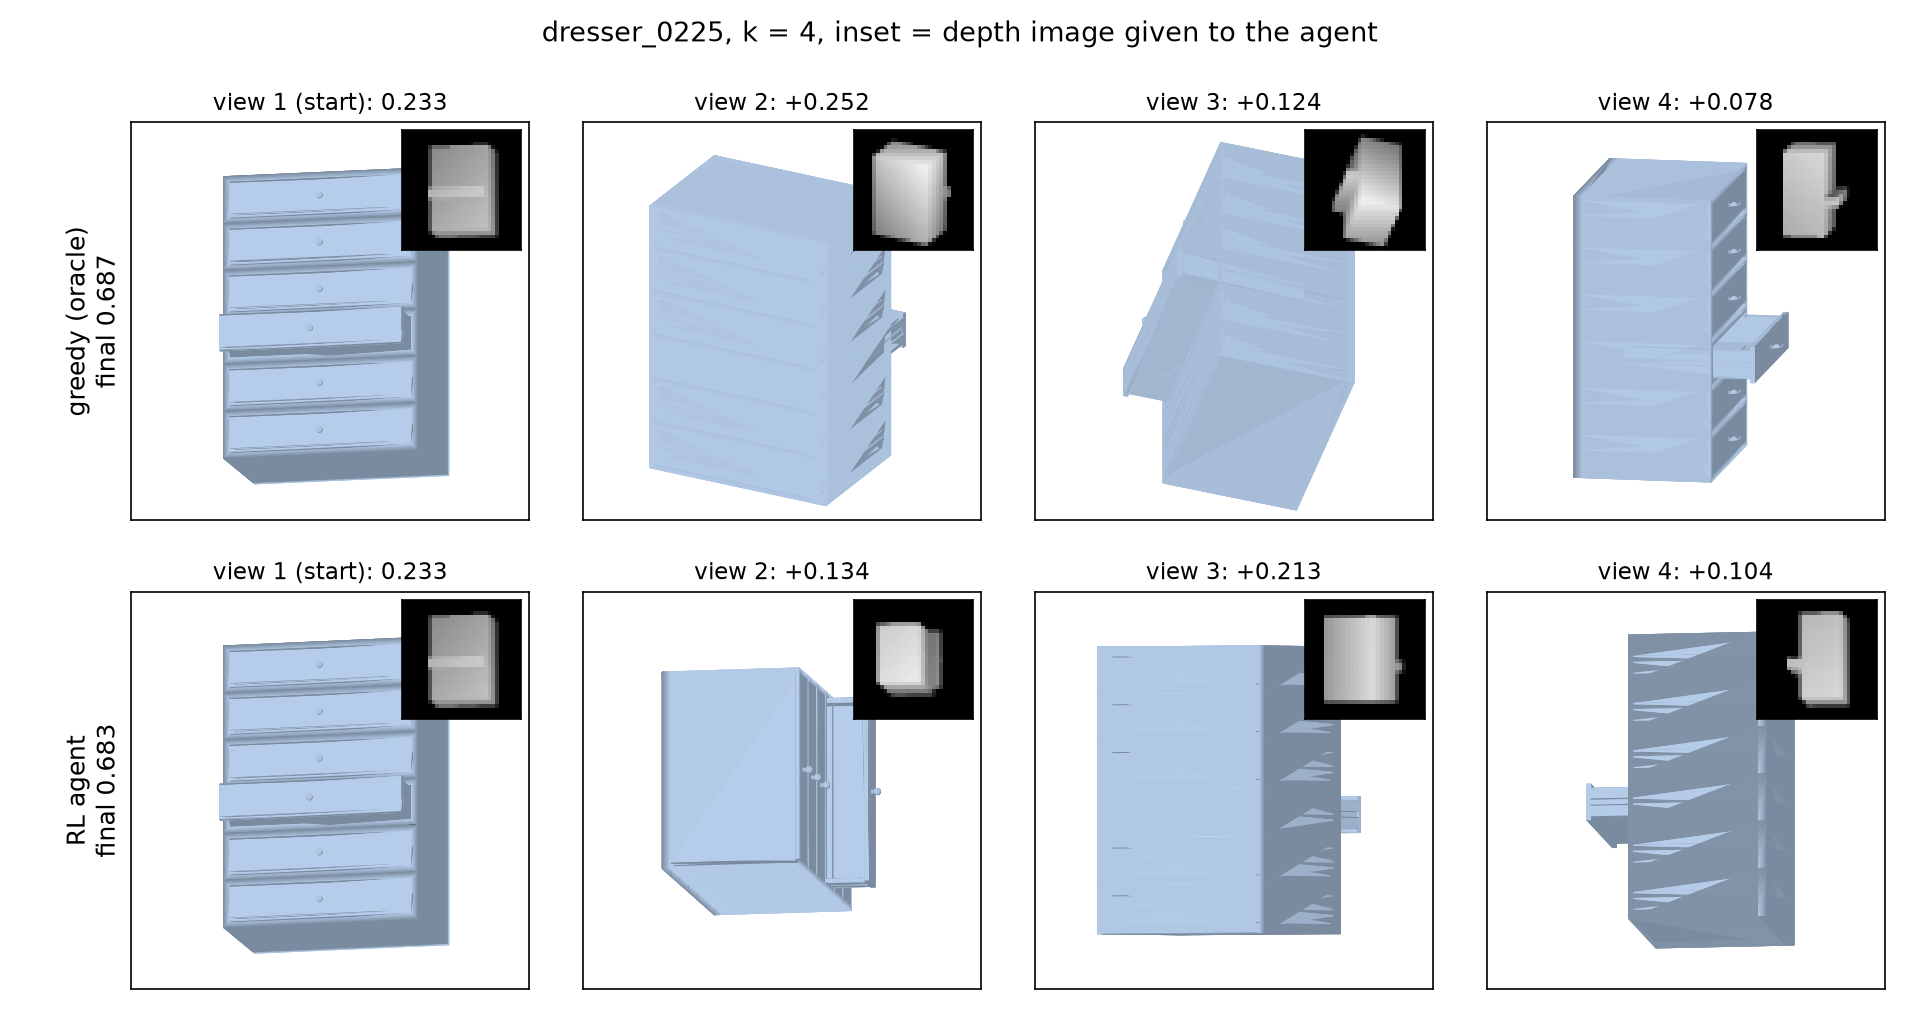 dresser_0225, k = 4, inset = depth image given to the agent
view 1 (start): 0.233
view 2: +0.252
view 3: +0.124
view 4: +0.078
greedy (oracle)
final 0.687
view 1 (start): 0.233
view 2: +0.134
view 3: +0.213
view 4: +0.104
RL agent
final 0.683